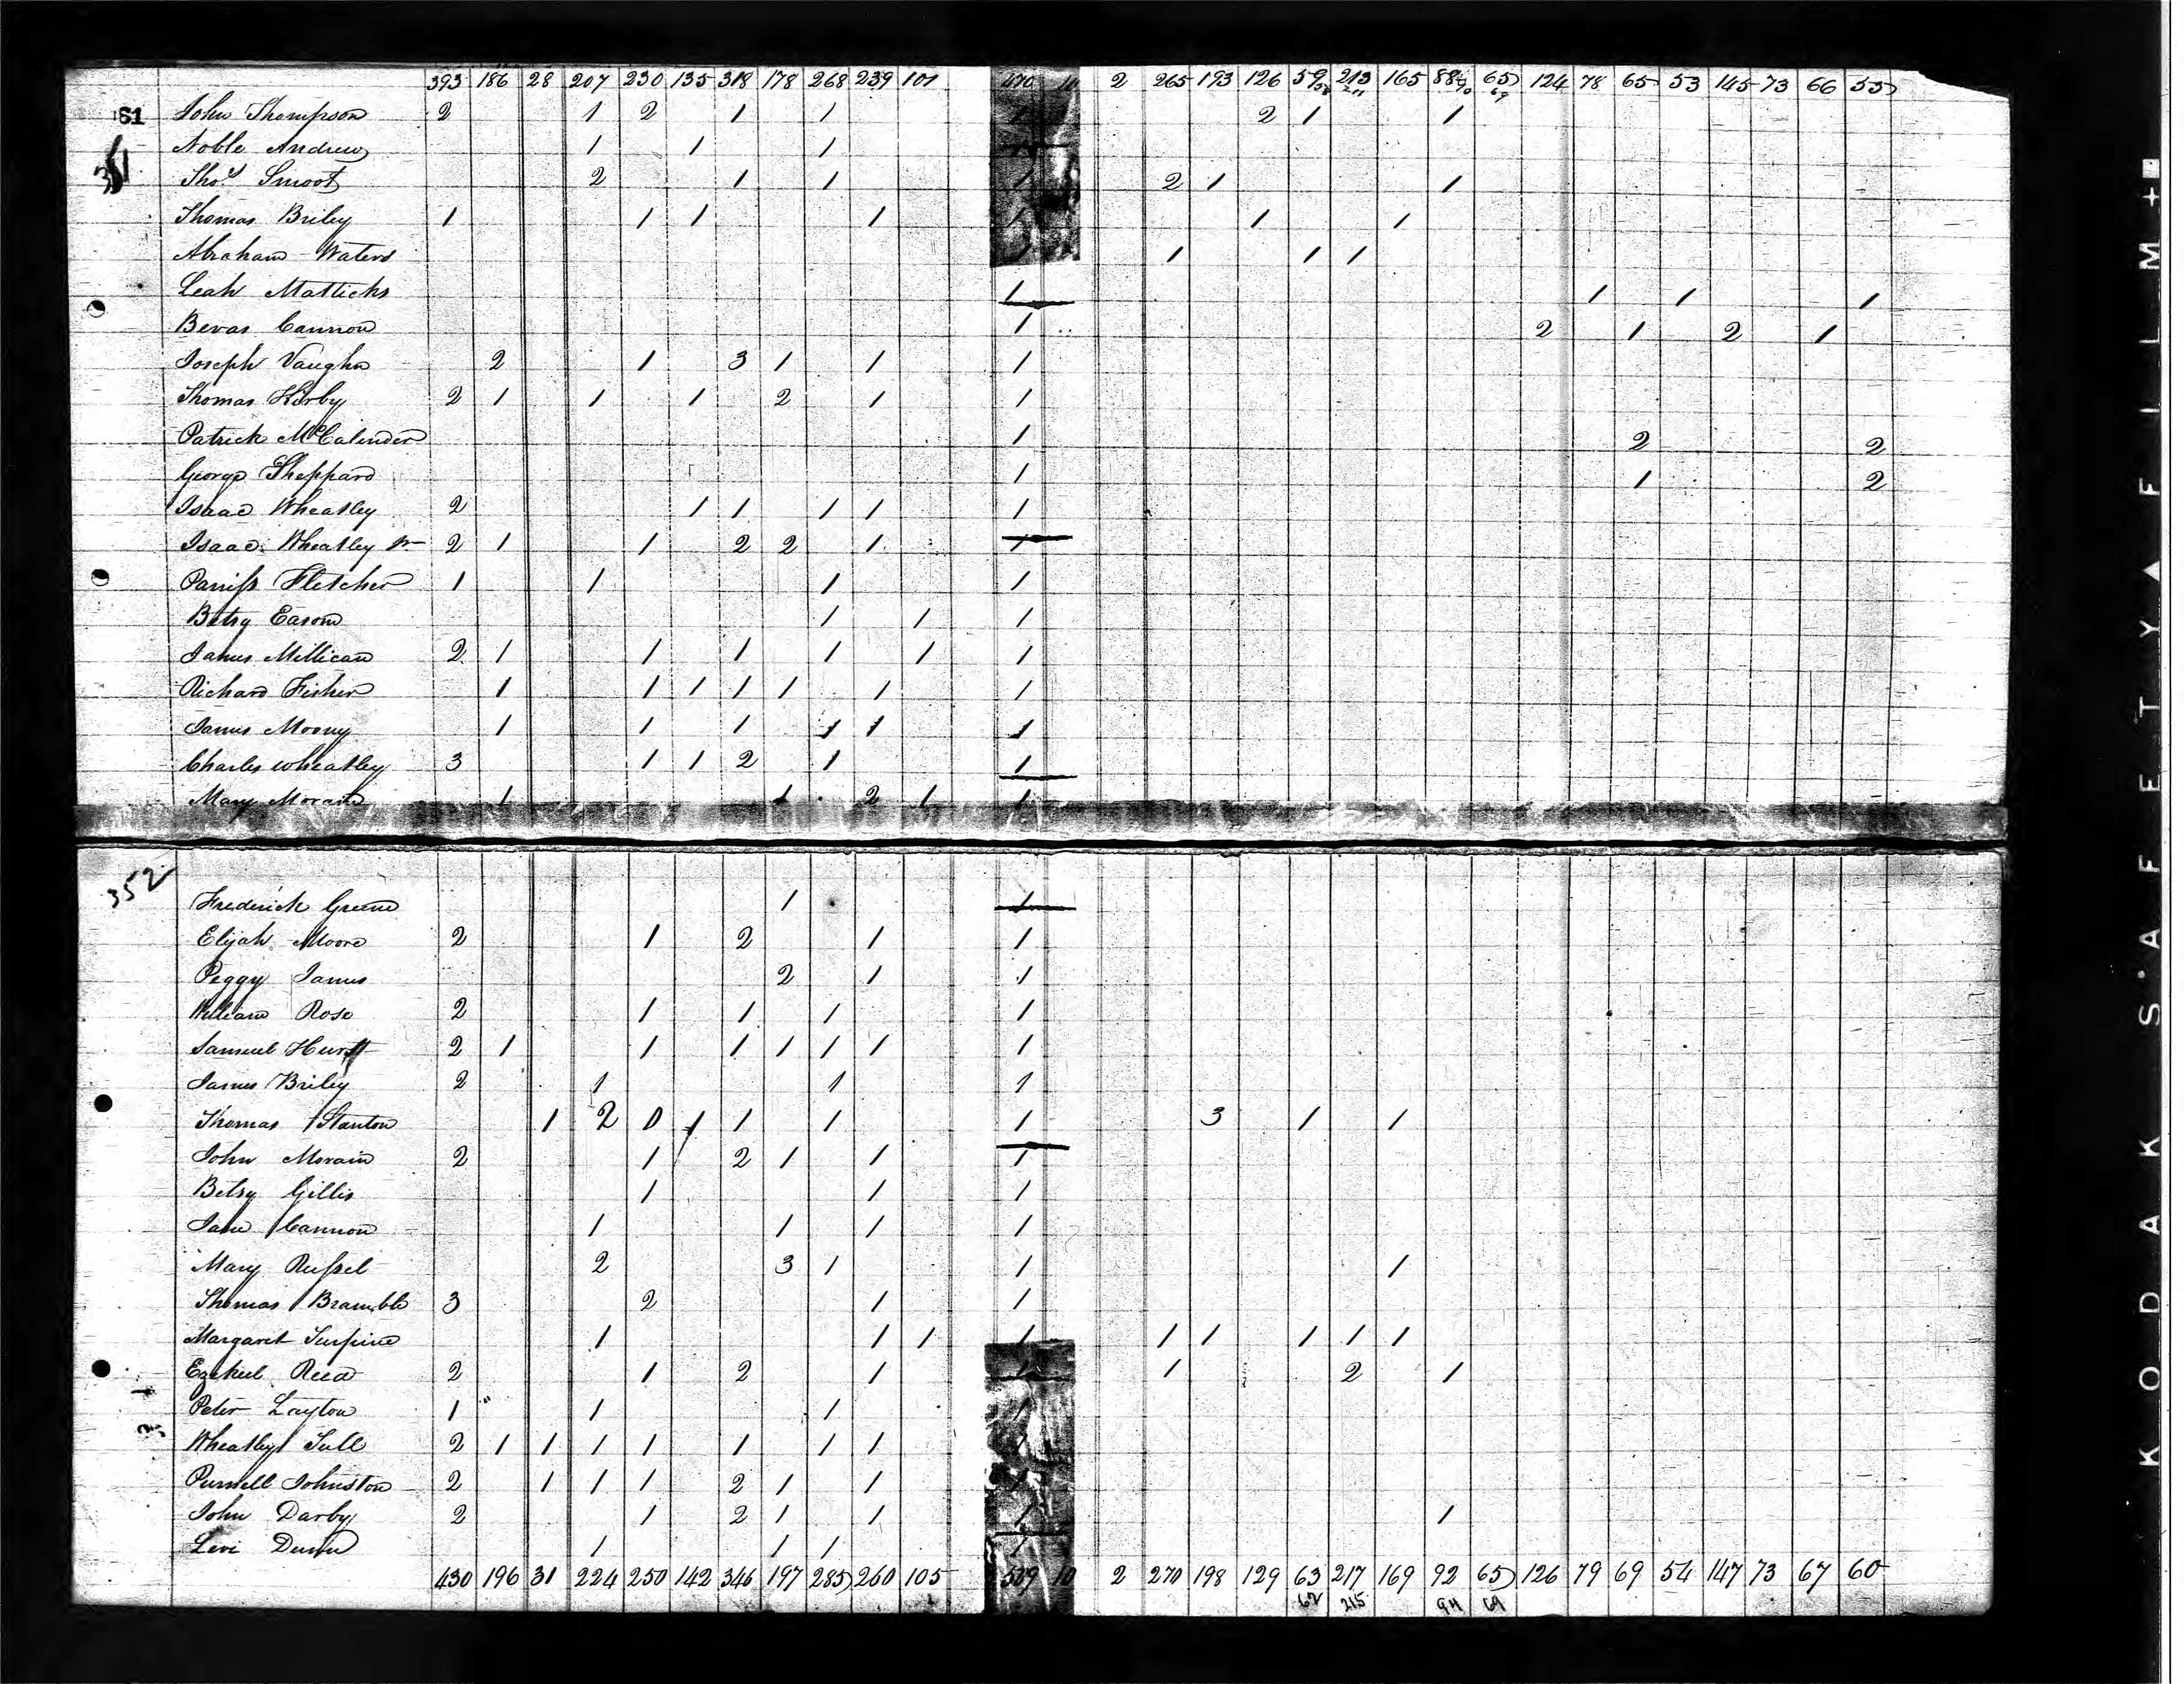 393 186 28 207 230 135 318 178 268 239 101 470 10 2 265 193 126 59 213 165 88 65 124 78 65 53 145 73 66 55
81 John Thompson 2 1 2 1 1 1 2 1 1
Noble Andrew 1 1 1
351 Thos Smoot 2 1 1 1 2 1 1
Thomas Briley 1 1 1 1 1 1 1
Abraham Waters 1 1 1 1
Leah Matticks 1 1 1 1
Bevas Cannon 1 2 1 2 1
Joseph Vaughn 2 1 3 1 1 1
Thomas Kirby 2 1 1 1 2 1 1
Patrick McCalinder 1 2 2
George Sheppard 1 1 2
Isaac Wheatley 2 1 1 1 1 1
Isaac Wheatley Jr 2 1 1 2 2 1 1
Parriss Fletcher 1 1 1 1
Betsy Easom 1 1 1
James Millican 2 1 1 1 1 1 1
Richard Fisher 1 1 1 1 1 1 1
James Moony 1 1 1 1 1 1
Charles Wheatley 3 1 1 2 1 1
Mary Morain 1 1 2 1 1
352
Frederick Green 1 1
Elijah Moore 2 1 2 1 1
Peggy James 2 1 1
William Rose 2 1 1 1 1
Samuel Hurst 2 1 1 1 1 1 1 1
James Briley 2 1 1 1
Thomas Stanton 1 2 0 1 1 1 1 3 1 1
John Morain 2 1 2 1 1 1
Betsy Gillis 1 1 1
Jane Cannon 1 1 1 1
Mary Russel 2 3 1 1 1
Thomas Bramble 3 2 1 1
Margaret Turpine 1 1 1 1 1 1 1 1 1
Ezekiel Reed 2 1 2 1 1 1 2 1
Peter Layton 1 1 1 1
Wheatley Tull 2 1 1 1 1 1 1 1 1
Purnell Johnston 2 1 1 1 2 1 1 1
John Darby 2 1 2 1 1 1 1
Levi Dunn 1 1 1 1
430 196 31 224 250 142 346 197 285 260 105 509 10 2 270 198 129 63 217 169 92 65 126 79 69 54 147 73 67 60
62 215 94 69
KODAK S'AFETY▲FILM+■